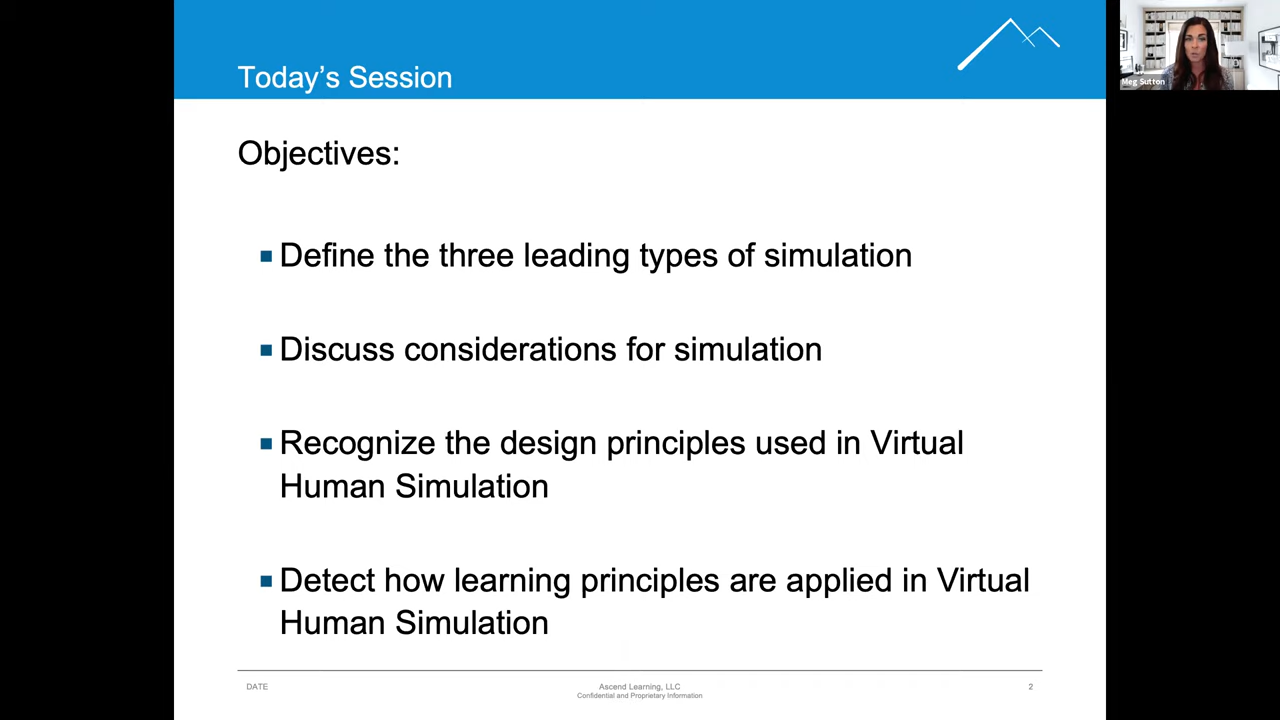 Today’s Session
Meg Sutton
Objectives:
Define the three leading types of simulation
Discuss considerations for simulation
Recognize the design principles used in Virtual
Human Simulation
Detect how learning principles are applied in Virtual
Human Simulation
DATE
Ascend Learning, LLC
Confidential and Proprietary Information
2